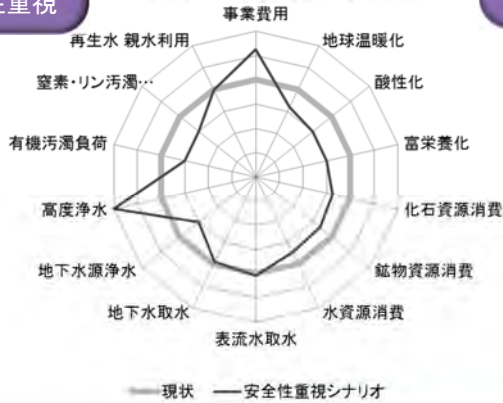 性重視
事業費用
再生水 親水利用
地球温暖化
窒素・リン汚濁…
酸性化
有機汚濁負荷
富栄養化
高度浄水
化石資源消費
地下水源浄水
鉱物資源消費
地下水取水
水資源消費
表流水取水
現状
安全性重視シナリオ